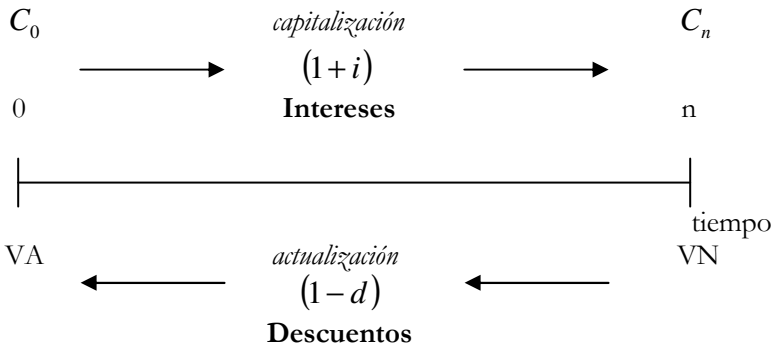 C₀ capitalización Cₙ
(1+i)
0 Intereses n
tiempo
VA actualización VN
(1−d)
Descuentos